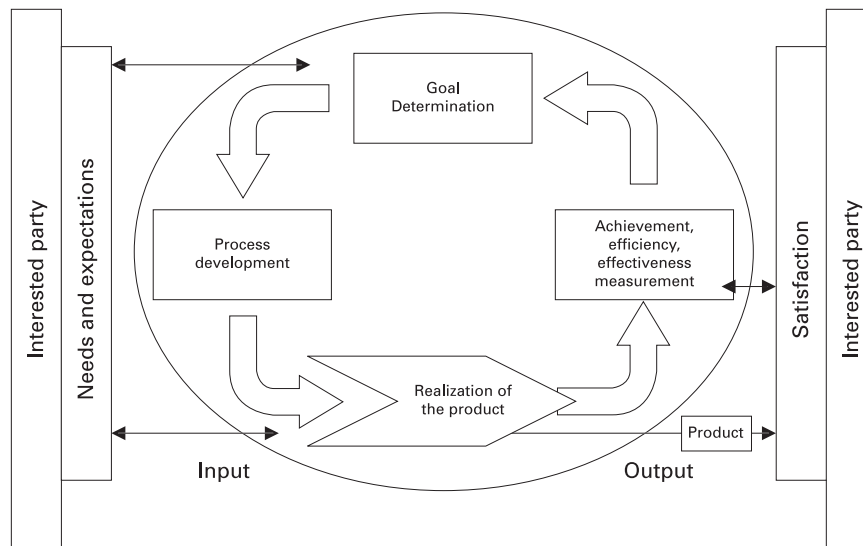 Interested party
Needs and expectations
Goal
Determination
Process
development
Achievement,
efficiency,
effectiveness
measurement
Realization of
the product
Product
Input
Output
Satisfaction
Interested party